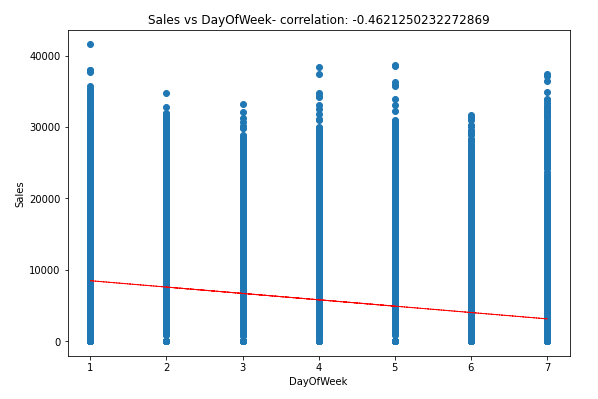 Sales vs DayOfWeek- correlation: -0.4621250232272869
40000
30000
20000
10000
0
Sales
1 2 3 4 5 6 7
DayOfWeek